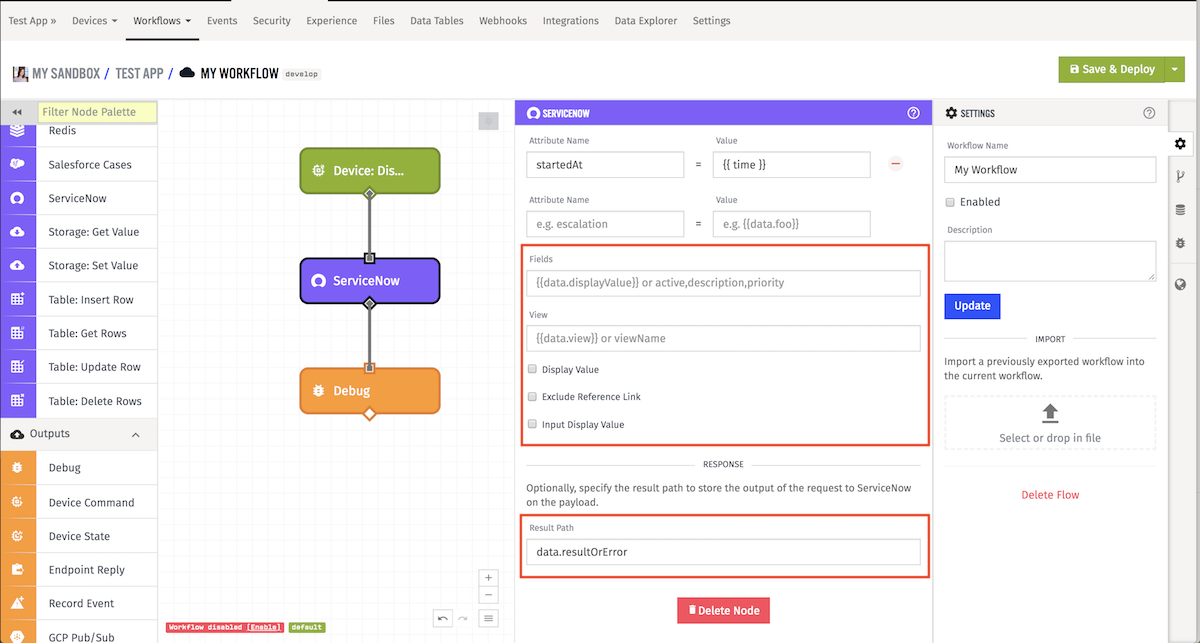 Test App »
Devices
Workflows
Events
Security
Experience
Files
Data Tables
Webhooks
Integrations
Data Explorer
Settings
MY SANDBOX / TEST APP / MY WORKFLOW develop
Save & Deploy
Filter Node Palette
Redis
Salesforce Cases
ServiceNow
Storage: Get Value
Storage: Set Value
Table: Insert Row
Table: Get Rows
Table: Update Row
Table: Delete Rows
Outputs
Debug
Device Command
Device State
Endpoint Reply
Record Event
GCP Pub/Sub
Device: Dis...
ServiceNow
Debug
Workflow disabled [Enable]
default
SERVICENOW
Attribute Name
Value
startedAt
=
{{ time }}
Attribute Name
Value
e.g. escalation
=
e.g. {{data.foo}}
Fields
{{data.displayValue}} or active,description,priority
View
{{data.view}} or viewName
Display Value
Exclude Reference Link
Input Display Value
RESPONSE
Optionally, specify the result path to store the output of the request to ServiceNow
on the payload.
Result Path
data.resultOrError
Delete Node
SETTINGS
Workflow Name
My Workflow
Enabled
Description
Update
IMPORT
Import a previously exported workflow into
the current workflow.
Select or drop in file
Delete Flow